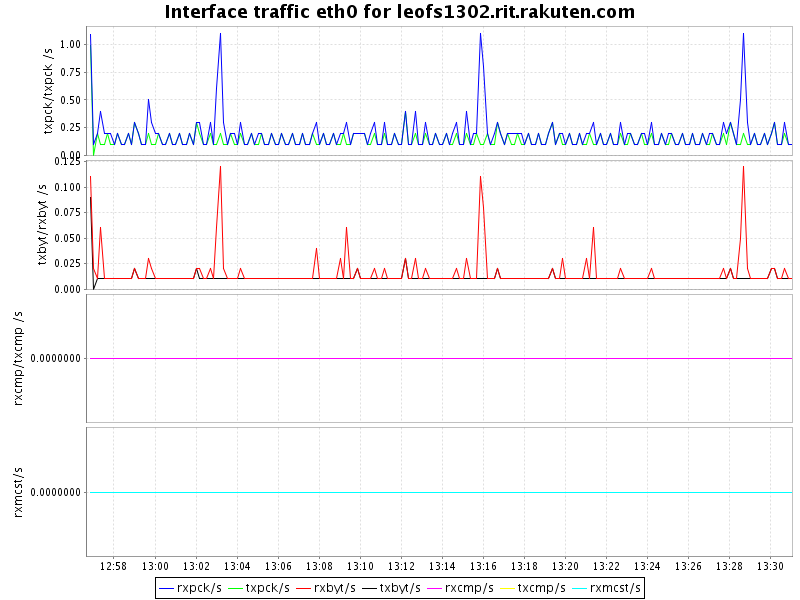 Interface traffic eth0 for leofs1302.rit.rakuten.com
txpck/txpck /s
1.00
0.75
0.50
0.25
0.00
txbyt/rxbyt /s
0.125
0.100
0.075
0.050
0.025
0.000
rxcmp/txcmp /s
0.0000000
rxmcst/s
0.0000000
12:58 13:00 13:02 13:04 13:06 13:08 13:10 13:12 13:14 13:16 13:18 13:20 13:22 13:24 13:26 13:28 13:30
rxpck/s txpck/s rxbyt/s txbyt/s rxcmp/s txcmp/s rxmcst/s